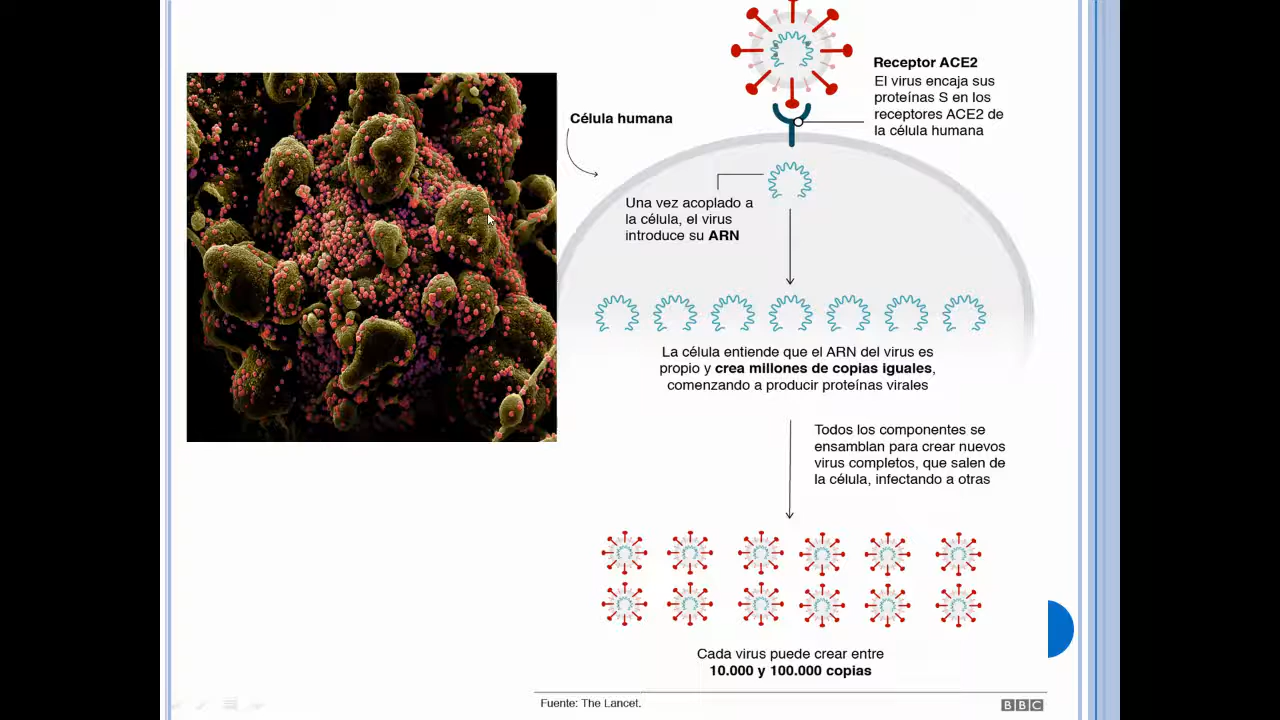 Receptor ACE2
El virus encaja sus
proteínas S en los
receptores ACE2 de
la célula humana
Célula humana
Una vez acoplado a
la célula, el virus
introduce su ARN
La célula entiende que el ARN del virus es
propio y crea millones de copias iguales,
comenzando a producir proteínas virales
Todos los componentes se
ensamblan para crear nuevos
virus completos, que salen de
la célula, infectando a otras
Cada virus puede crear entre
10.000 y 100.000 copias
Fuente: The Lancet.
BBC